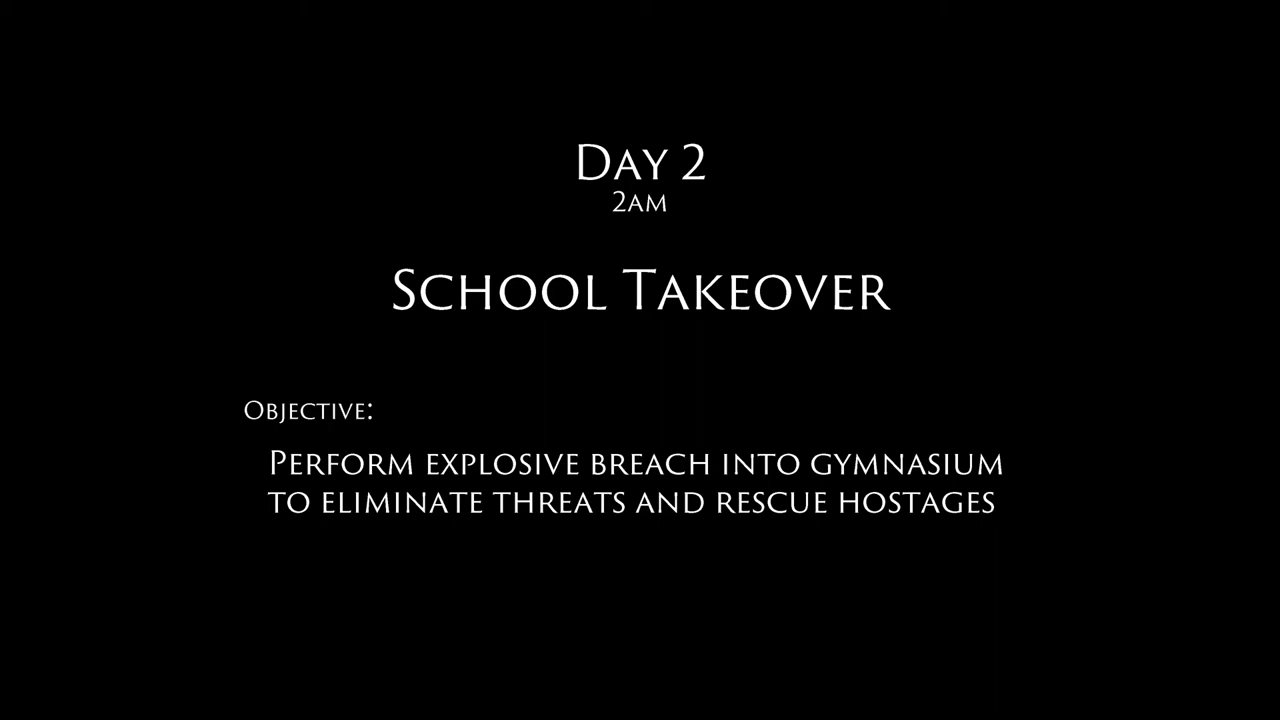 Day 2
2am
School Takeover
Objective:
Perform explosive breach into gymnasium
to eliminate threats and rescue hostages